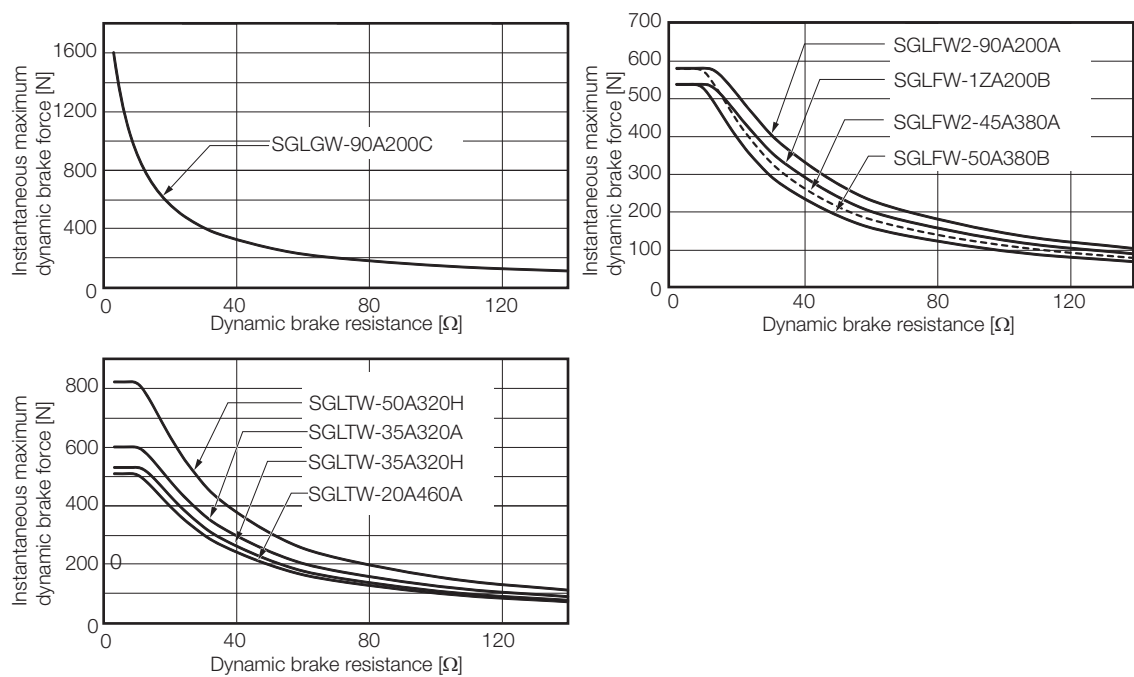 Instantaneous maximum
dynamic brake force [N]
1600
1200
800
400
0
SGLGW-90A200C
0 40 80 120
Dynamic brake resistance [Ω]
Instantaneous maximum
dynamic brake force [N]
700
600
500
400
300
200
100
0
SGLFW2-90A200A
SGLFW-1ZA200B
SGLFW2-45A380A
SGLFW-50A380B
0 40 80 120
Dynamic brake resistance [Ω]
Instantaneous maximum
dynamic brake force [N]
800
600
400
200
0
0
SGLTW-50A320H
SGLTW-35A320A
SGLTW-35A320H
SGLTW-20A460A
0 40 80 120
Dynamic brake resistance [Ω]